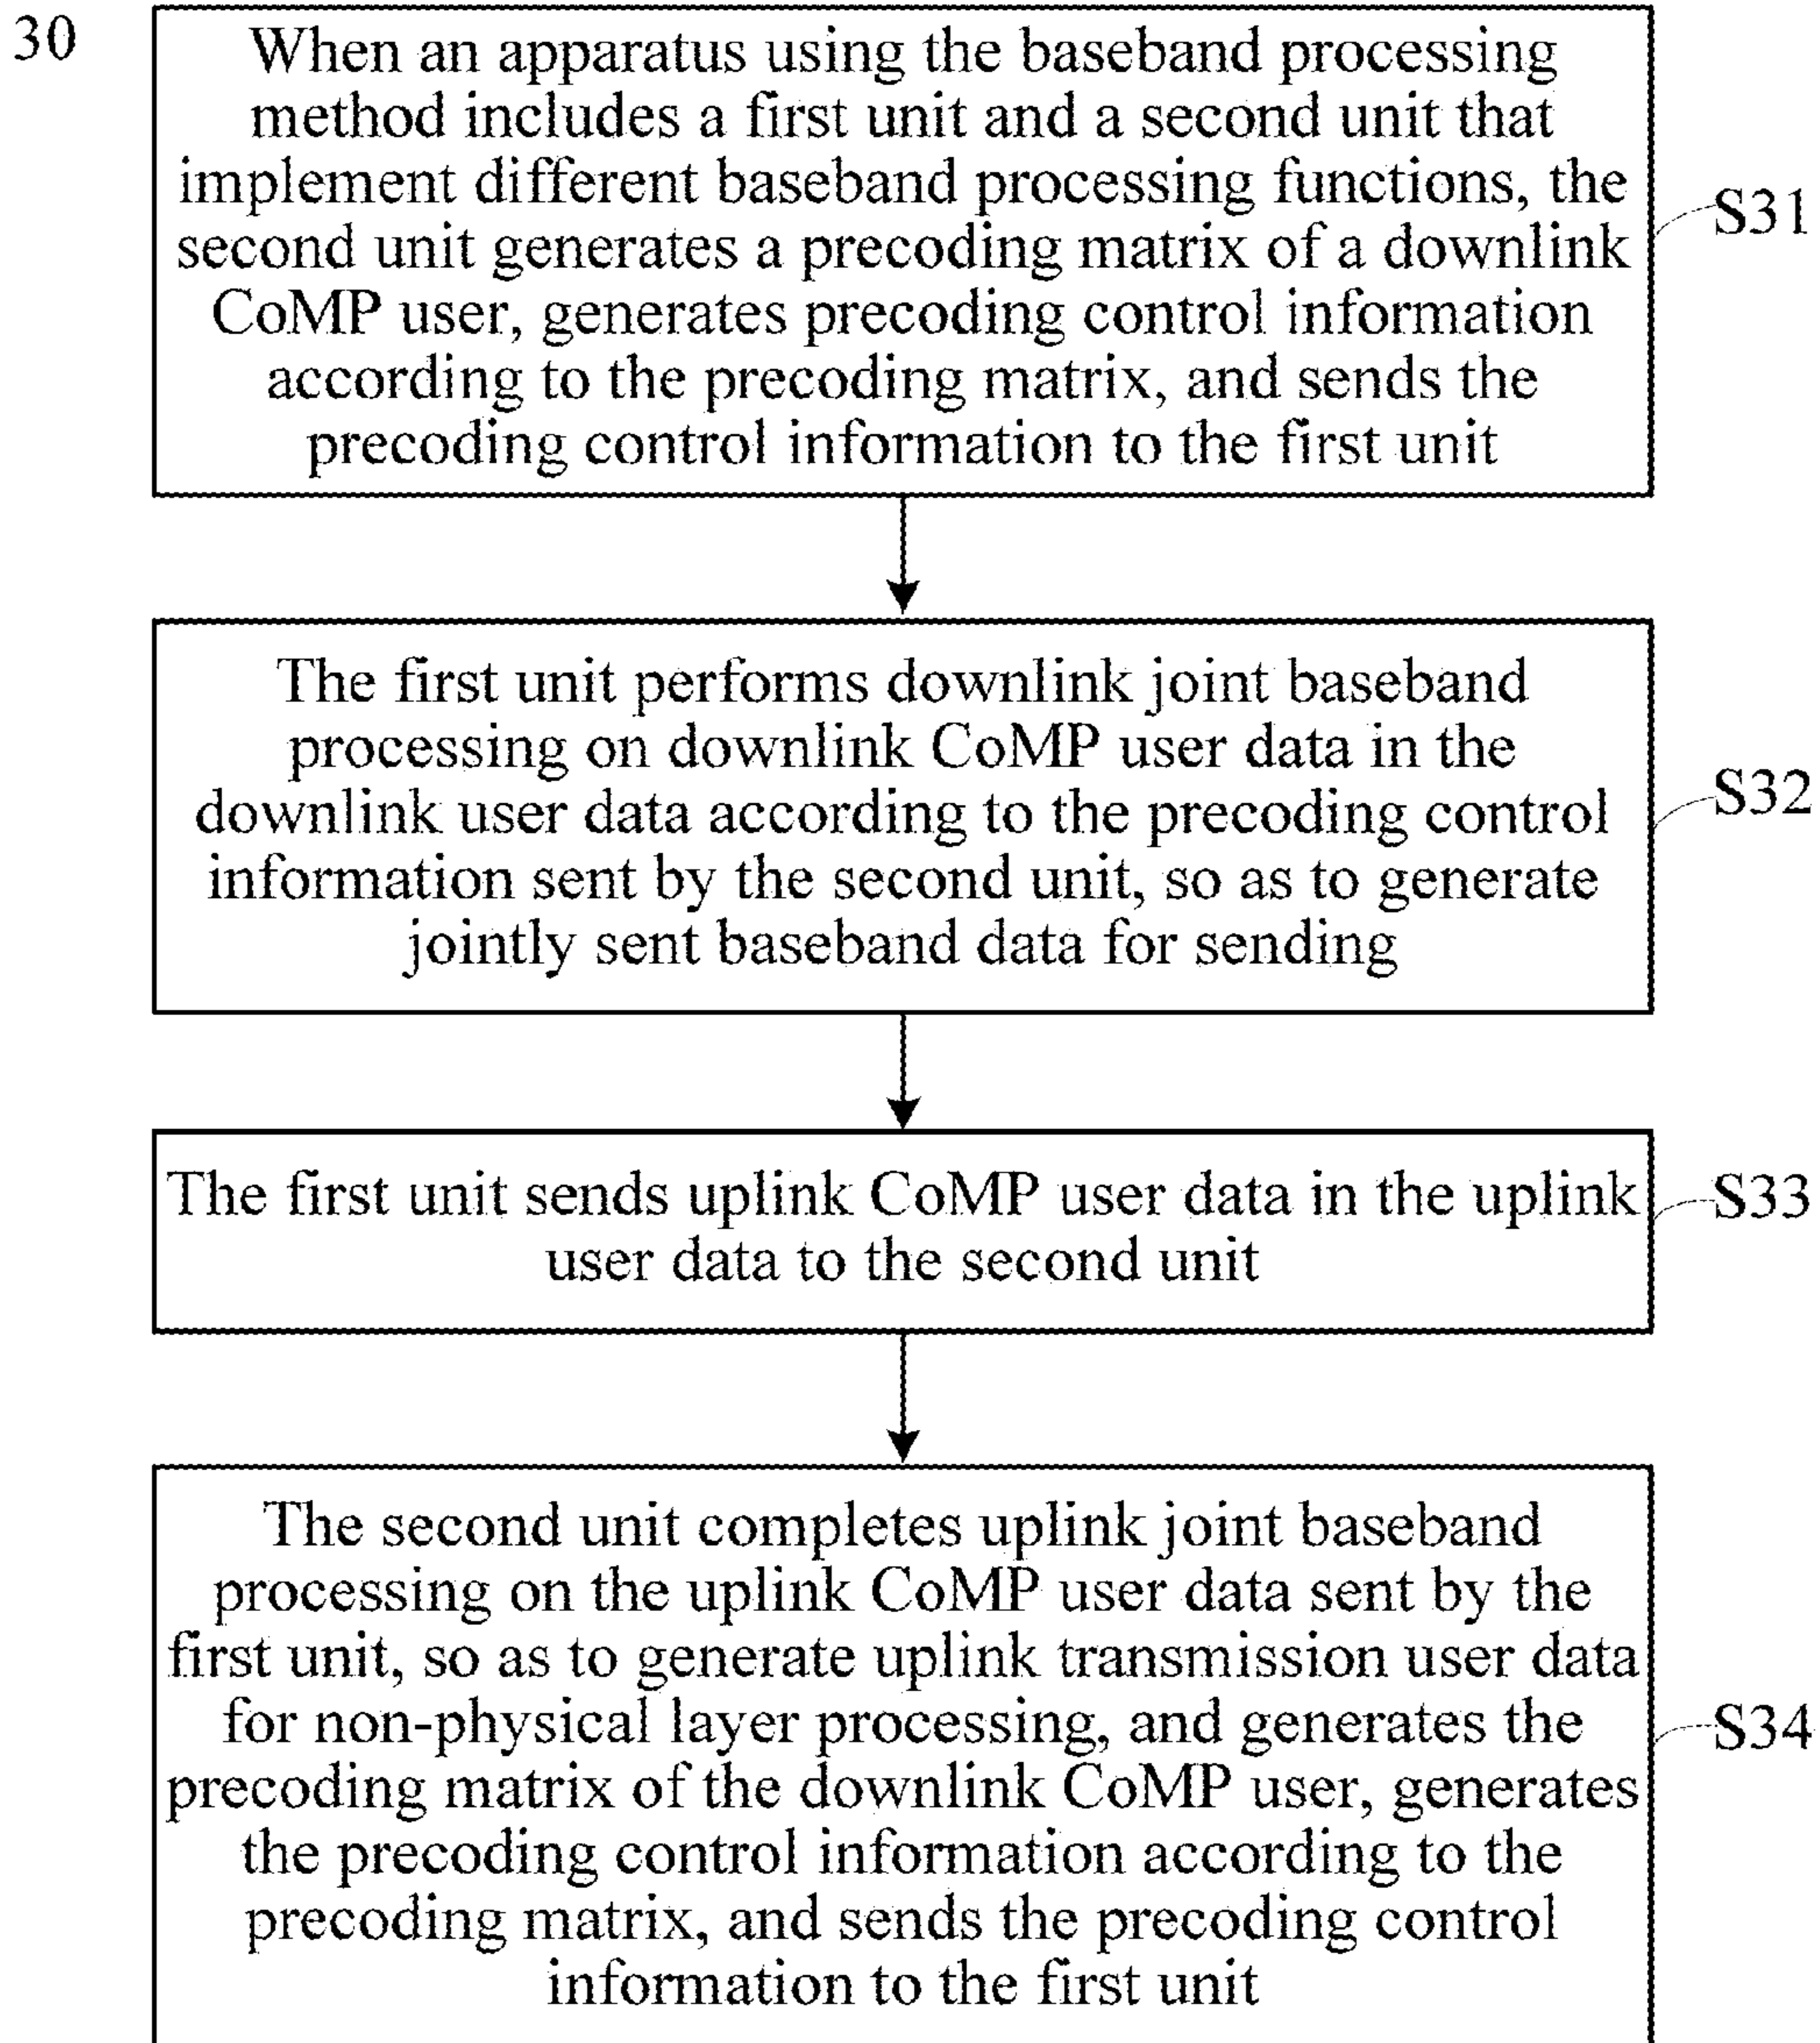 30
When an apparatus using the baseband processing
method includes a first unit and a second unit that
implement different baseband processing functions, the
second unit generates a precoding matrix of a downlink
CoMP user, generates precoding control information
according to the precoding matrix, and sends the
precoding control information to the first unit
S31
The first unit performs downlink joint baseband
processing on downlink CoMP user data in the
downlink user data according to the precoding control
information sent by the second unit, so as to generate
jointly sent baseband data for sending
S32
The first unit sends uplink CoMP user data in the uplink
user data to the second unit
S33
The second unit completes uplink joint baseband
processing on the uplink CoMP user data sent by the
first unit, so as to generate uplink transmission user data
for non-physical layer processing, and generates the
precoding matrix of the downlink CoMP user, generates
the precoding control information according to the
precoding matrix, and sends the precoding control
information to the first unit
S34